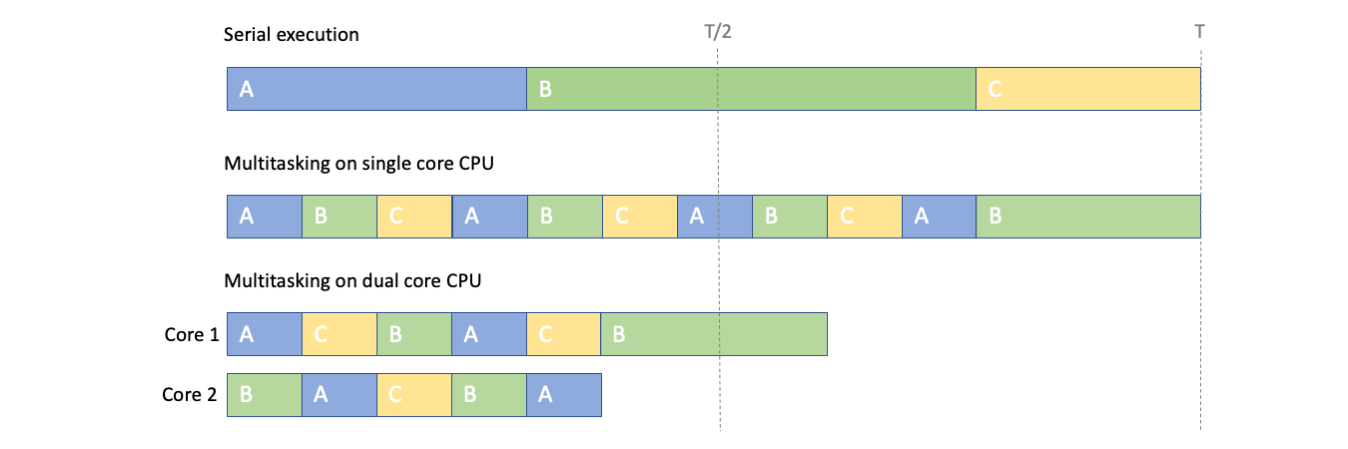 Serial execution
T/2
T
A
B
C
Multitasking on single core CPU
A
B
C
A
B
C
A
B
C
A
B
Multitasking on dual core CPU
Core 1
A
C
B
A
C
B
Core 2
B
A
C
B
A